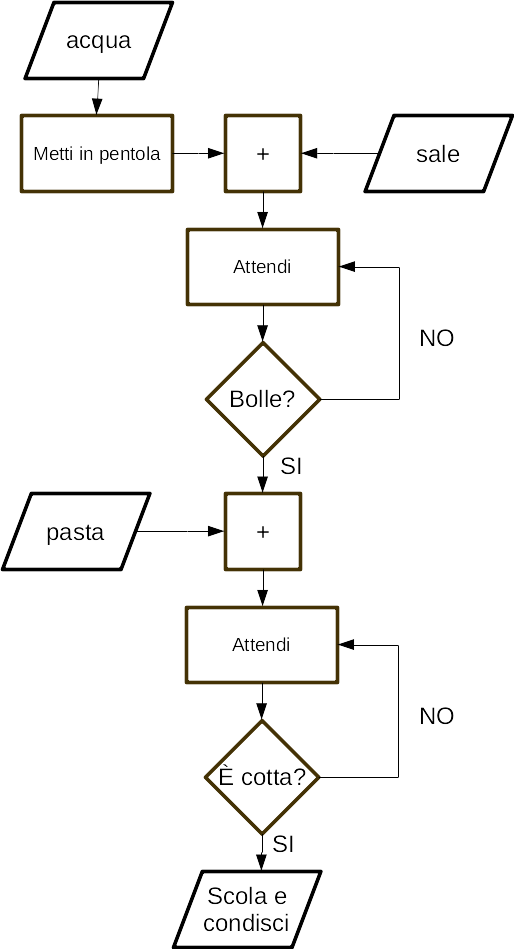 acqua
Metti in pentola
+
sale
Attendi
NO
Bolle?
SI
pasta
+
Attendi
NO
È cotta?
SI
Scola e
condisci